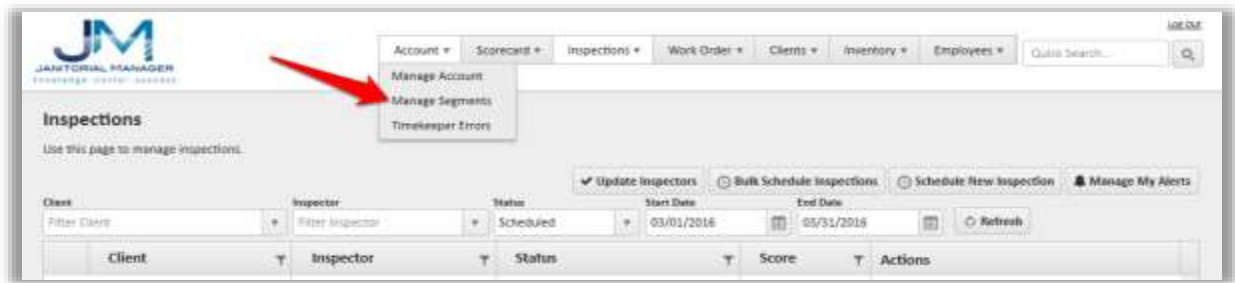 Log Out
JM
JANITORIAL MANAGER
Account Scorecard Inspections Work Order Clients Inventory Employees Quick Search...
Manage Account
Manage Segments
Timekeeper Errors
Inspections
Use this page to manage inspections.
Update Inspectors Bulk Schedule Inspections Schedule New Inspection Manage My Alerts
Client Inspector Status Start Date End Date
Filter Client Filter Inspector Scheduled 03/01/2016 03/31/2016 Refresh
Client Inspector Status Score Actions